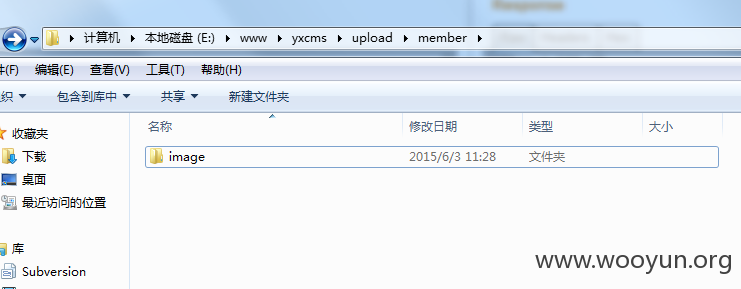 Response
计算机 本地磁盘 (E:) www yxcms upload member
件(F) 编辑(E) 查看(V) 工具(T) 帮助(H)
织 包含到库中 共享 新建文件夹
收藏夹
下载
桌面
最近访问的位置
库
Subversion
名称 修改日期 类型 大小
image 2015/6/3 11:28 文件夹
www.wooyun.org